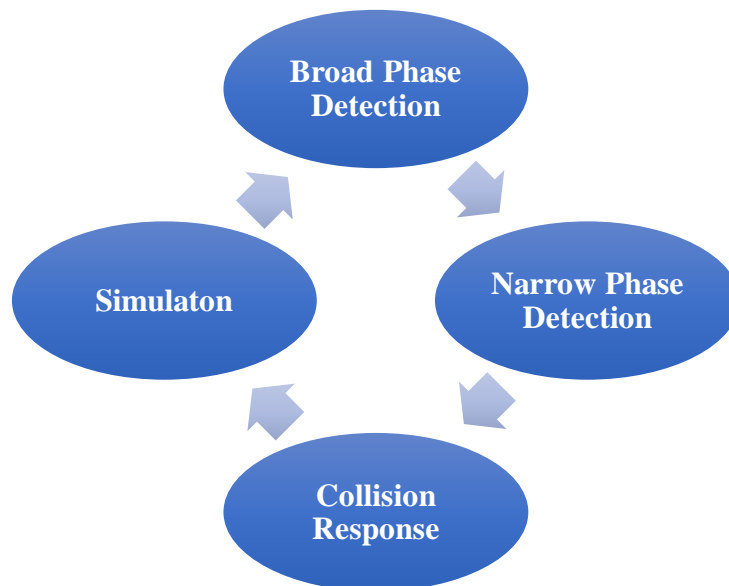 Broad Phase
Detection
Narrow Phase
Detection
Collision
Response
Simulaton